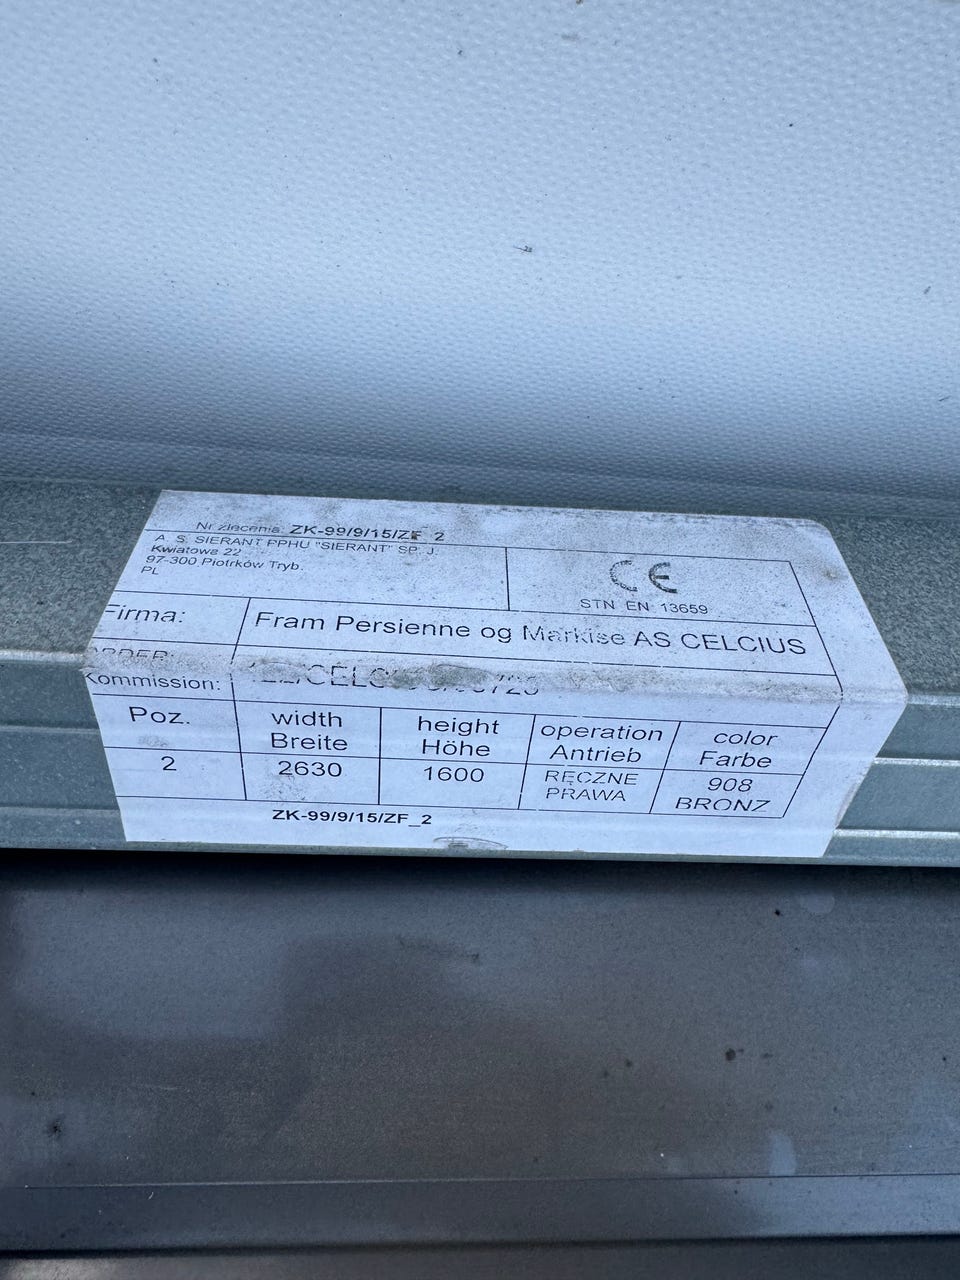 Nr zlecenia: ZK-99/9/15/ZF_2
A. S. SIERANT PPHU "SIERANT" SP. J.
Kwiatowa 22
97-300 Piotrków Tryb.
PL
CE
STN EN 13659
Firma:
Fram Persienne og Markise AS CELCIUS
ORDER:
Kommission:
Poz.
width
Breite
height
Höhe
operation
Antrieb
color
Farbe
2
2630
1600
RĘCZNE
PRAWA
908
BRONZ
ZK-99/9/15/ZF_2